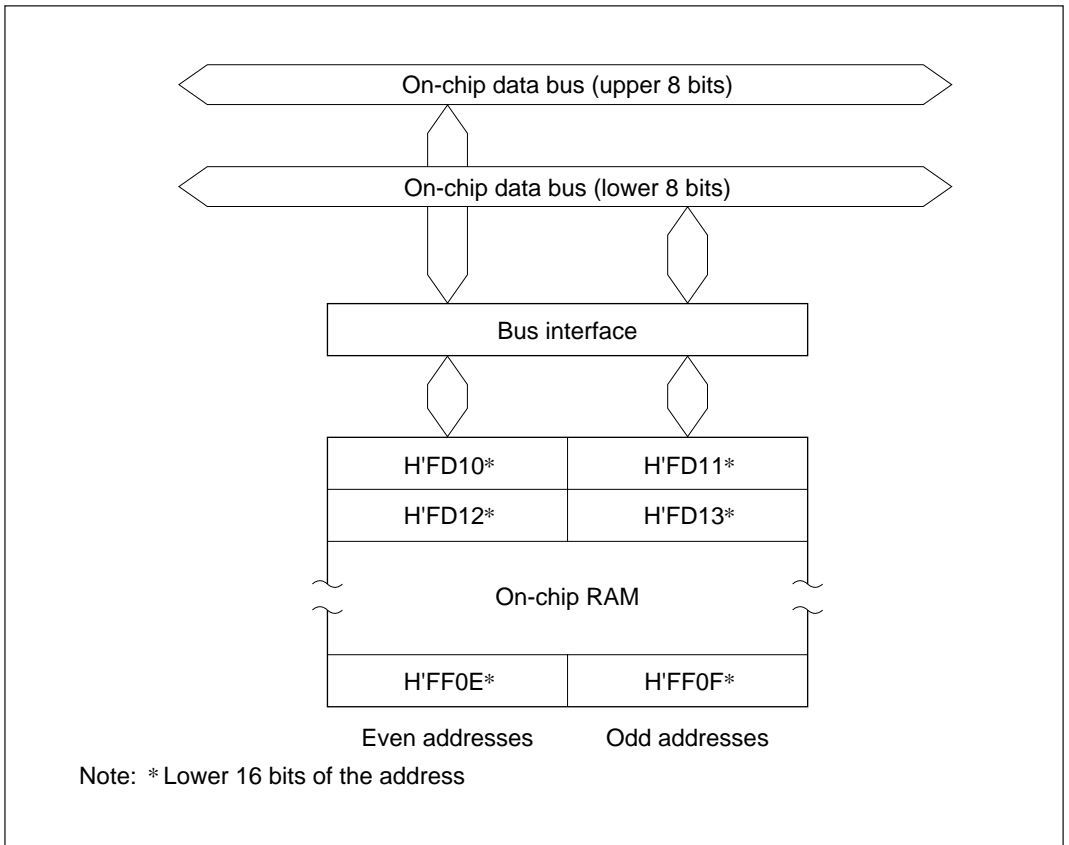 On-chip data bus (upper 8 bits)
On-chip data bus (lower 8 bits)
Bus interface
H'FD10* H'FD11*
H'FD12* H'FD13*
On-chip RAM
H'FF0E* H'FF0F*
Even addresses Odd addresses
Note: * Lower 16 bits of the address